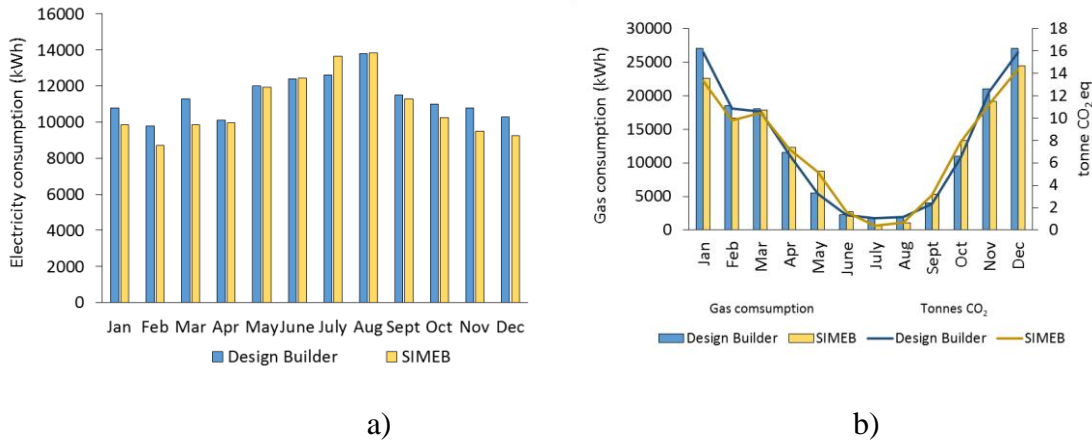 Electricity consumption (kWh)
16000
14000
12000
10000
8000
6000
4000
2000
0
Jan Feb Mar Apr May June July Aug Sept Oct Nov Dec
Design Builder SIMEB
a)
Gas consumption (kWh)
30000
25000
20000
15000
10000
5000
0
18
16
14
12
10
8
6
4
2
0
tonne CO2 eq
Jan
Feb
Mar
Apr
May
June
July
Aug
Sept
Oct
Nov
Dec
Gas comsumption Tonnes CO2
Design Builder SIMEB Design Builder SIMEB
b)